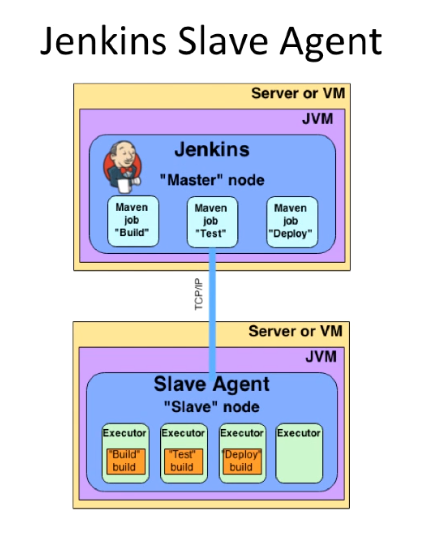 Jenkins Slave Agent
Server or VM
JVM
Jenkins
"Master" node
Maven
job
"Build"
Maven
job
"Test"
Maven
job
"Deploy"
TCP/IP
Server or VM
JVM
Slave Agent
"Slave" node
Executor
"Build"
build
Executor
"Test"
build
Executor
"Deploy"
build
Executor